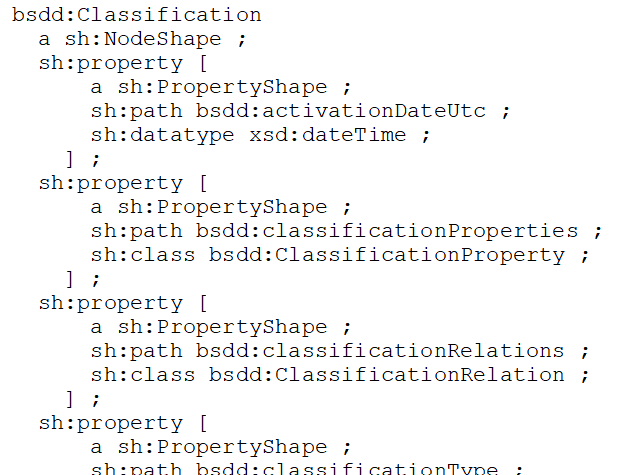 bsdd:Classification
  a sh:NodeShape ;
  sh:property [
      a sh:PropertyShape ;
      sh:path bsdd:activationDateUtc ;
      sh:datatype xsd:dateTime ;
    ] ;
  sh:property [
      a sh:PropertyShape ;
      sh:path bsdd:classificationProperties ;
      sh:class bsdd:ClassificationProperty ;
    ] ;
  sh:property [
      a sh:PropertyShape ;
      sh:path bsdd:classificationRelations ;
      sh:class bsdd:ClassificationRelation ;
    ] ;
  sh:property [
      a sh:PropertyShape ;
      sh:path bsdd:classificationType ;